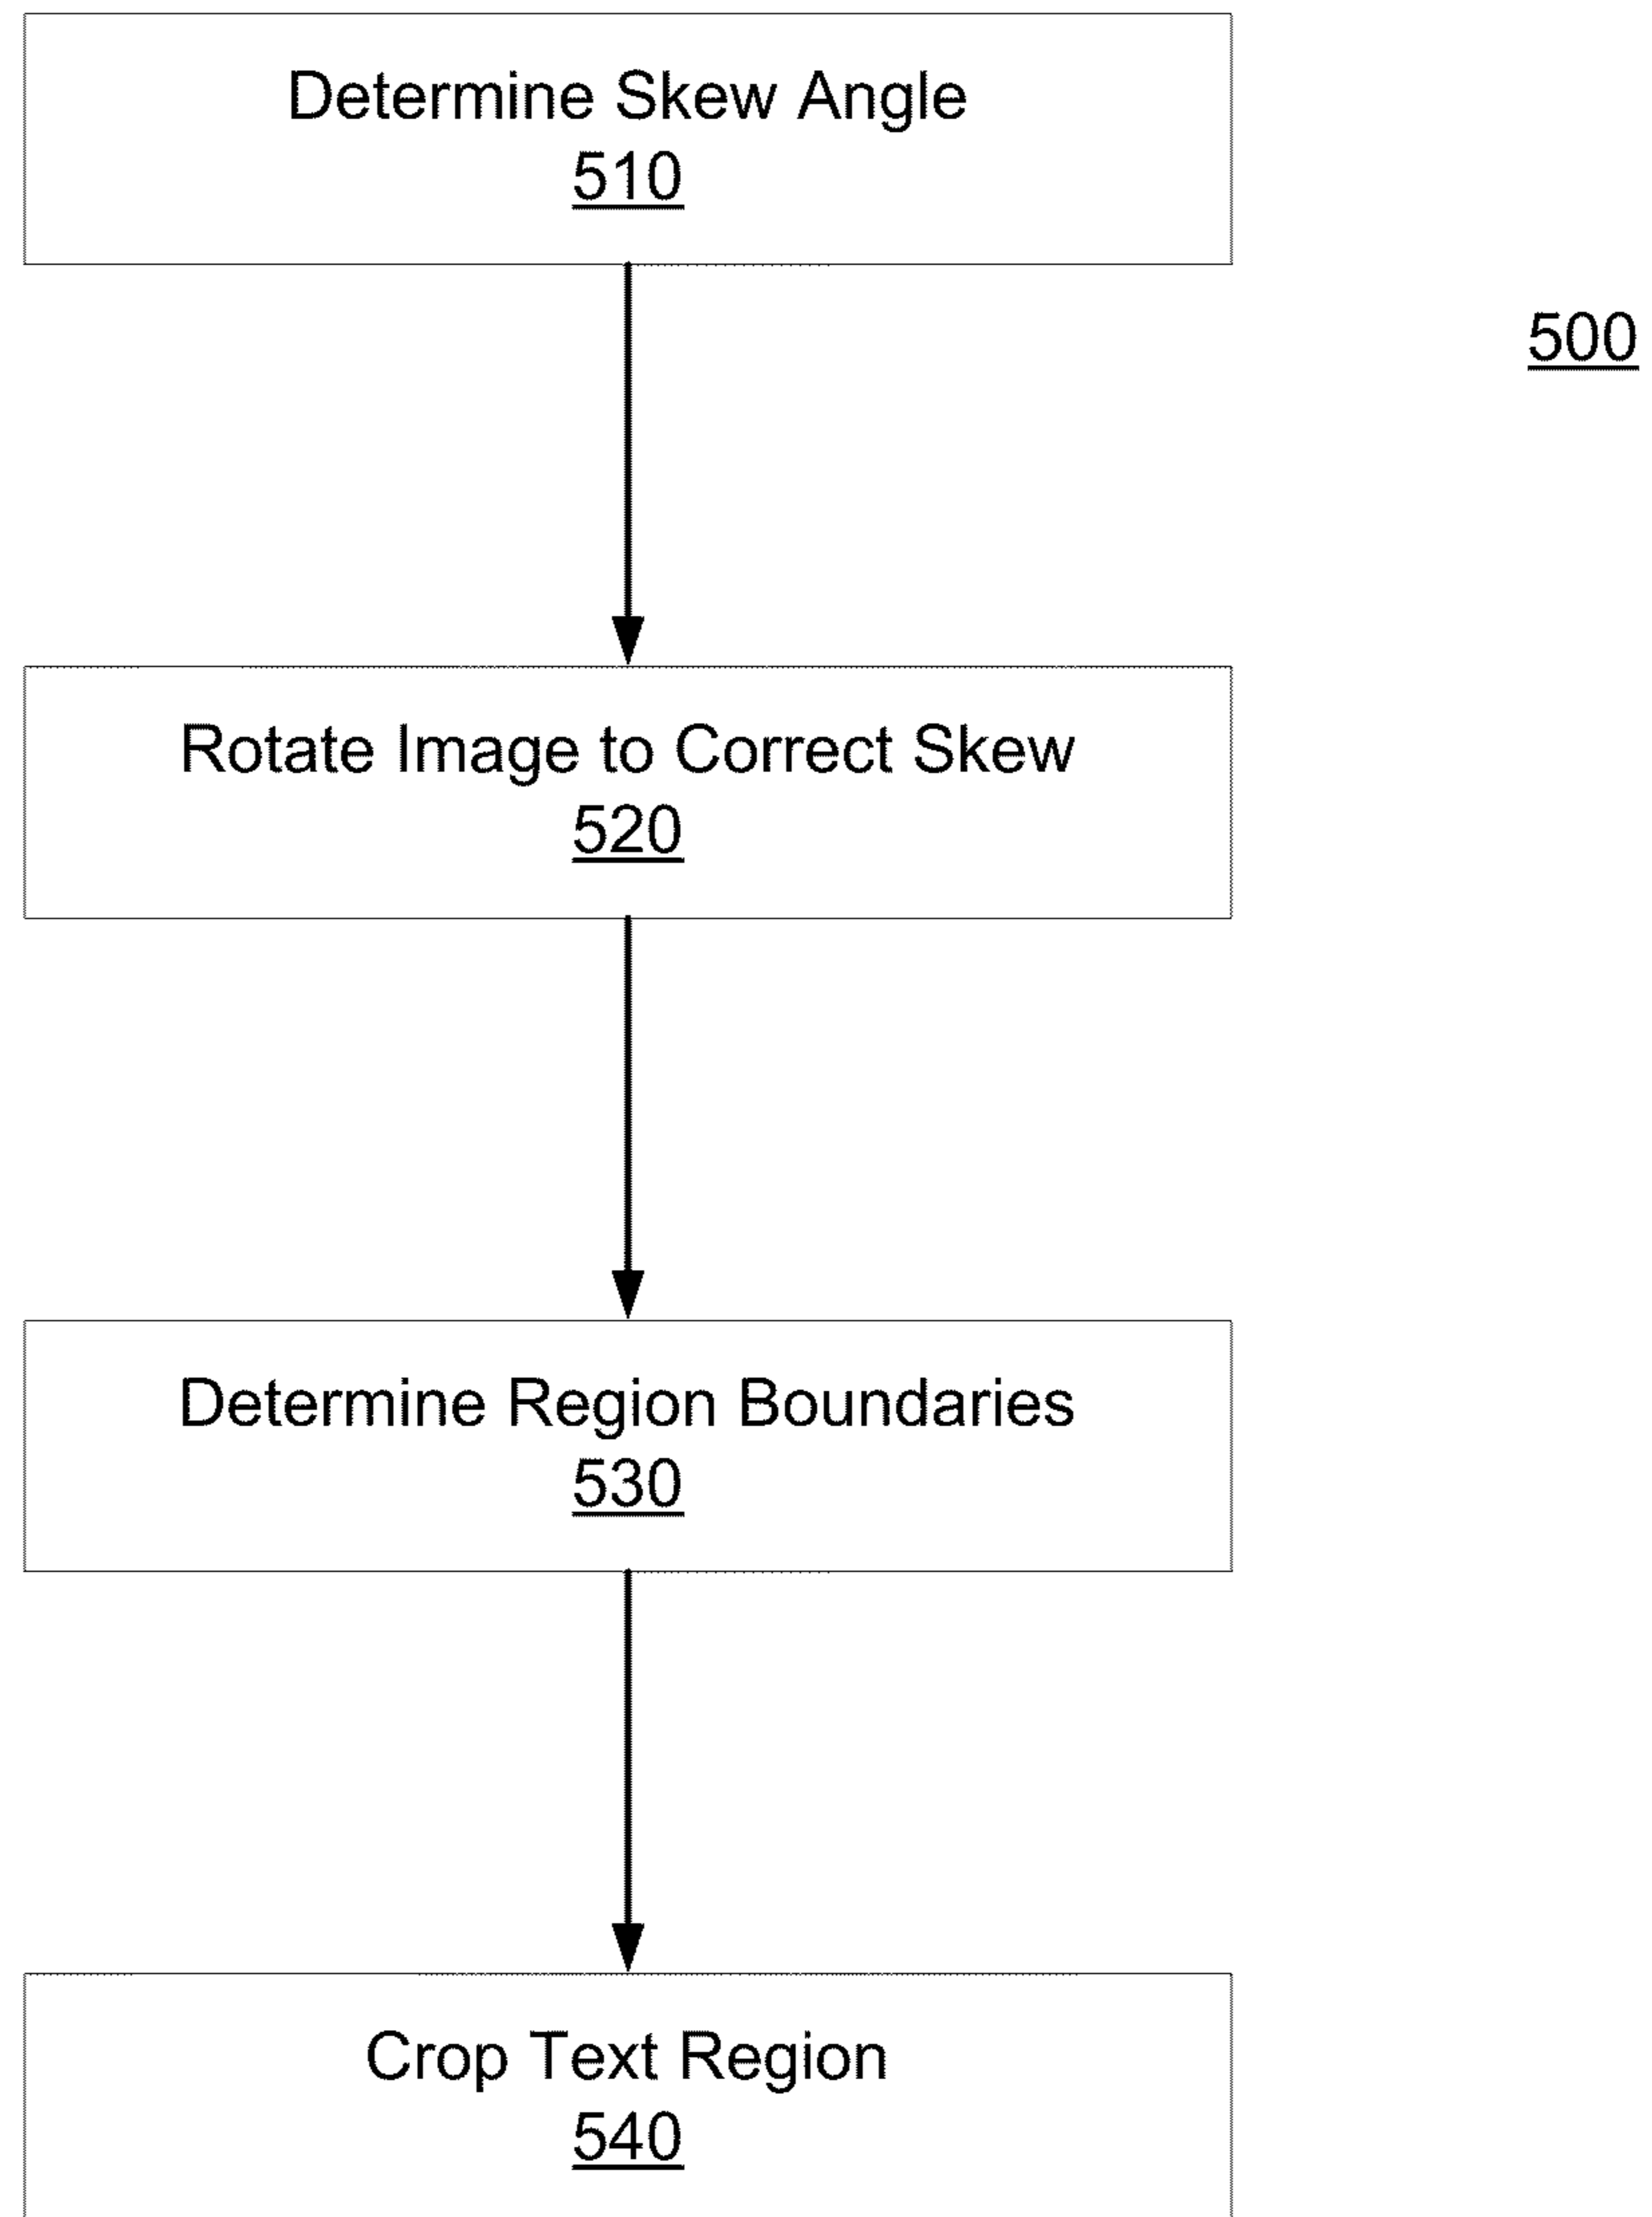 Determine Skew Angle
510
500
Rotate Image to Correct Skew
520
Determine Region Boundaries
530
Crop Text Region
540